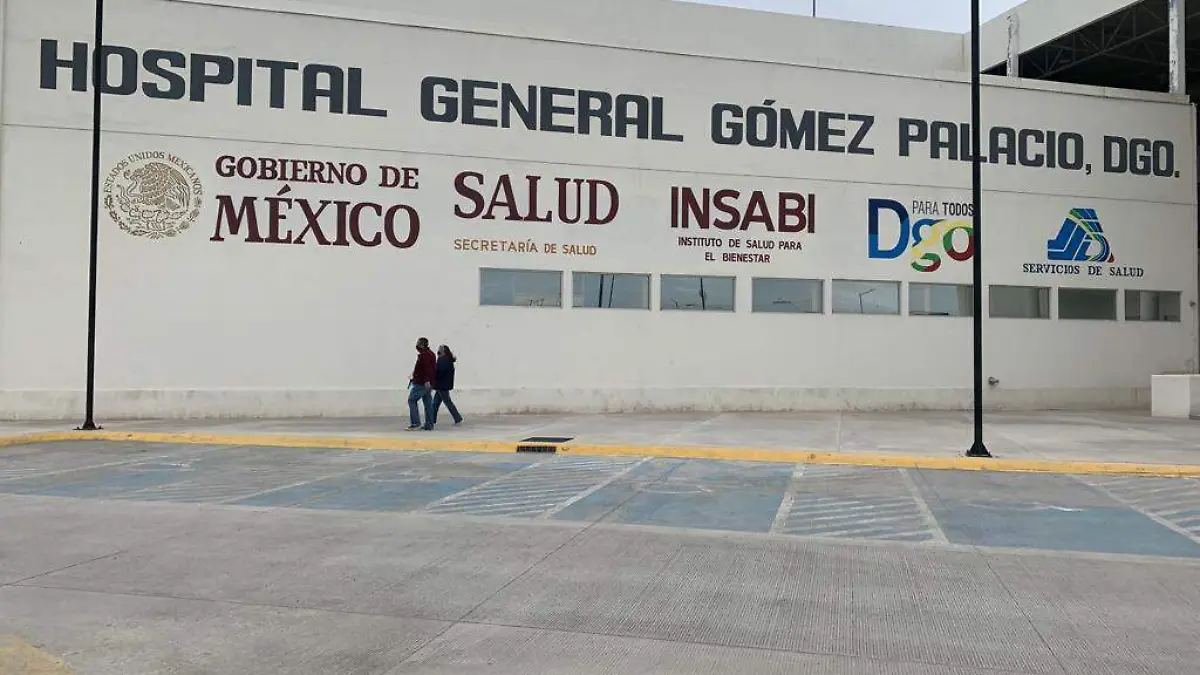 HOSPITAL GENERAL GÓMEZ PALACIO, DGO.
ESTADOS UNIDOS MEXICANOS
GOBIERNO DE
MÉXICO
SALUD
SECRETARÍA DE SALUD
INSABI
INSTITUTO DE SALUD PARA
EL BIENESTAR
PARA TODOS
Dgo
SERVICIOS DE SALUD